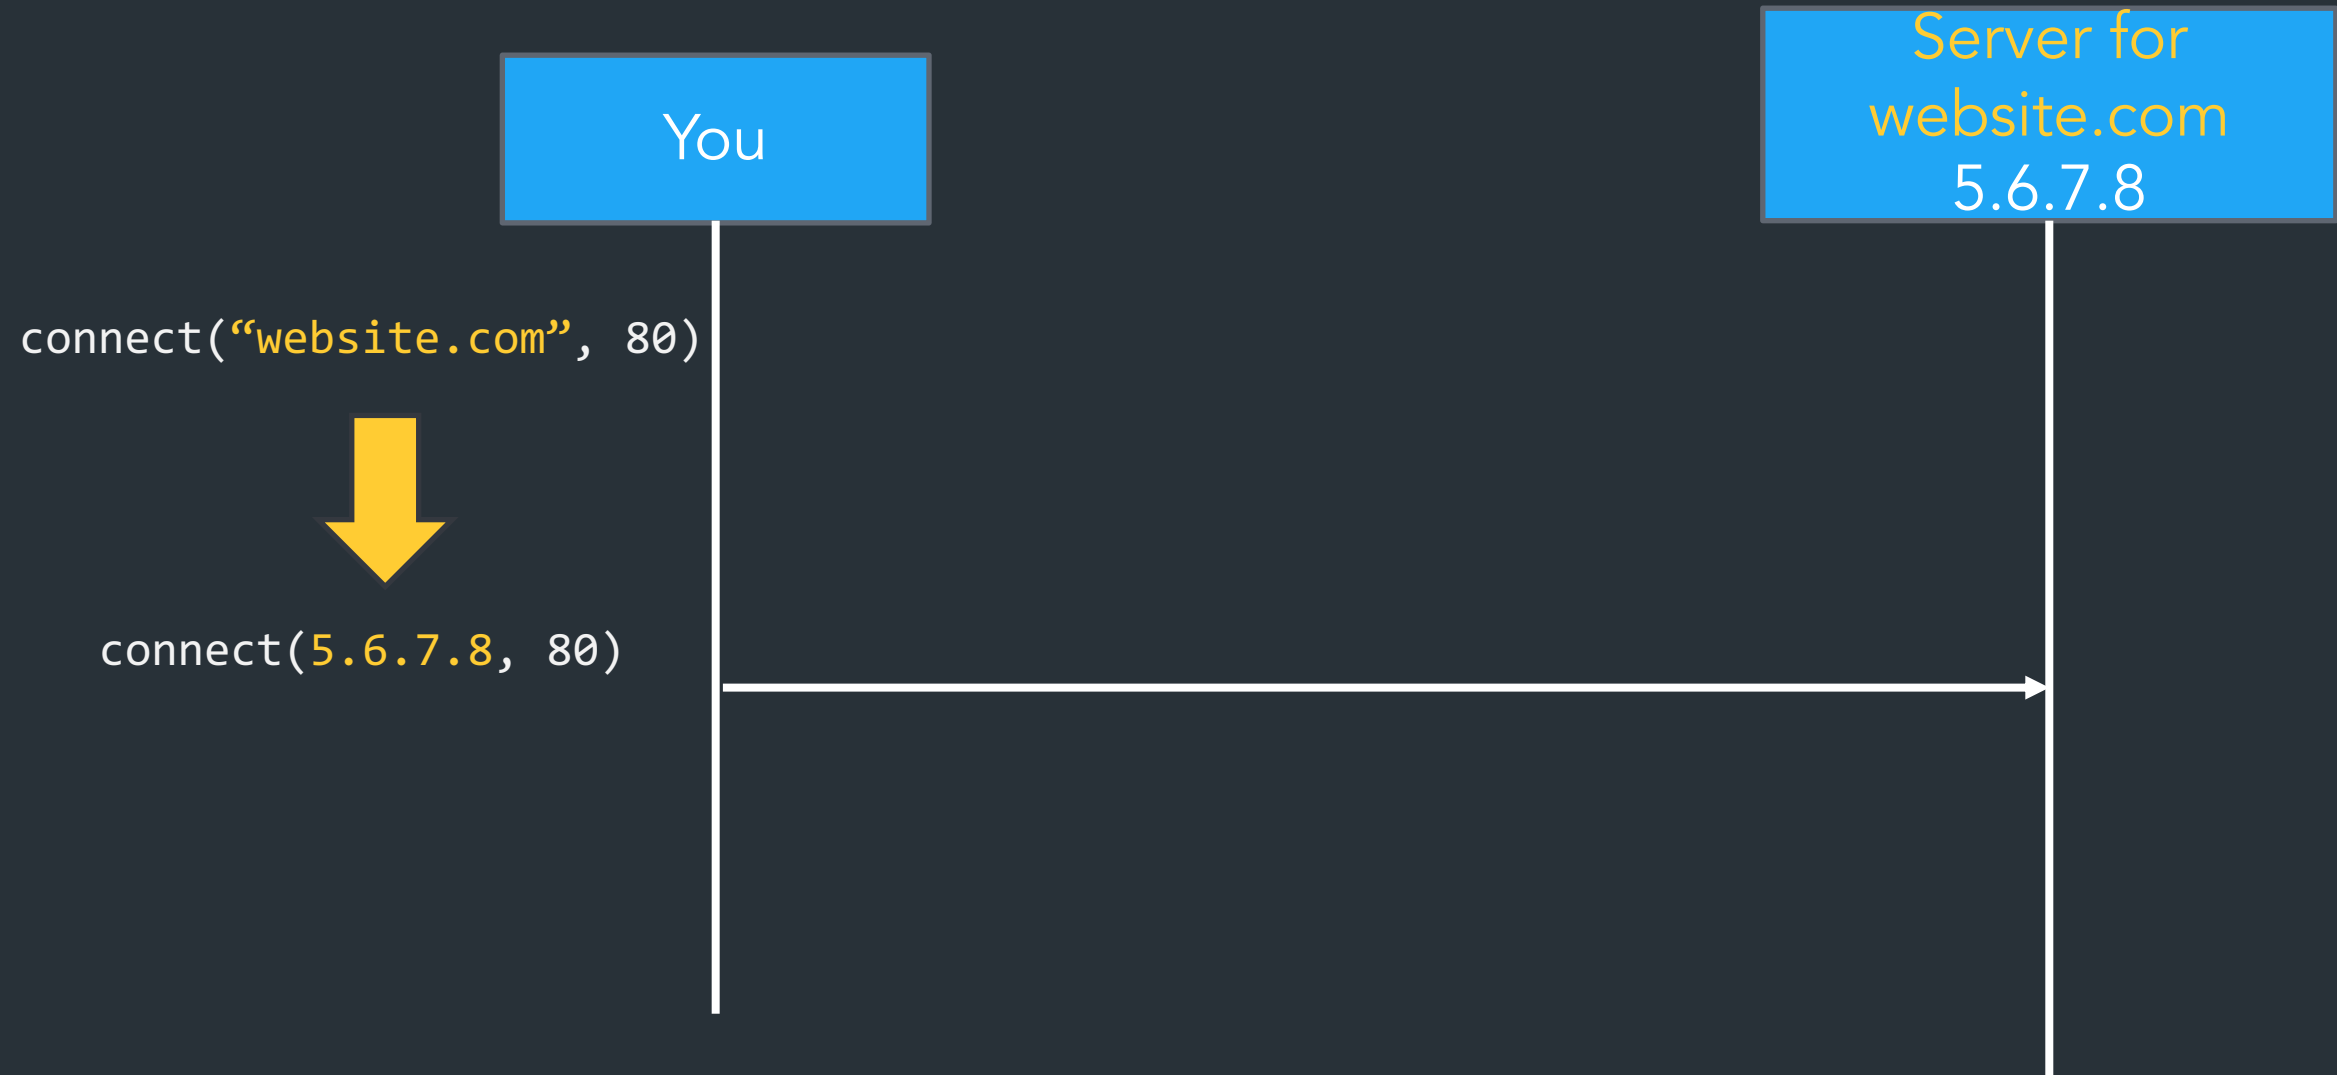 You
Server for
website.com
5.6.7.8
connect(“website.com”, 80)
connect(5.6.7.8, 80)